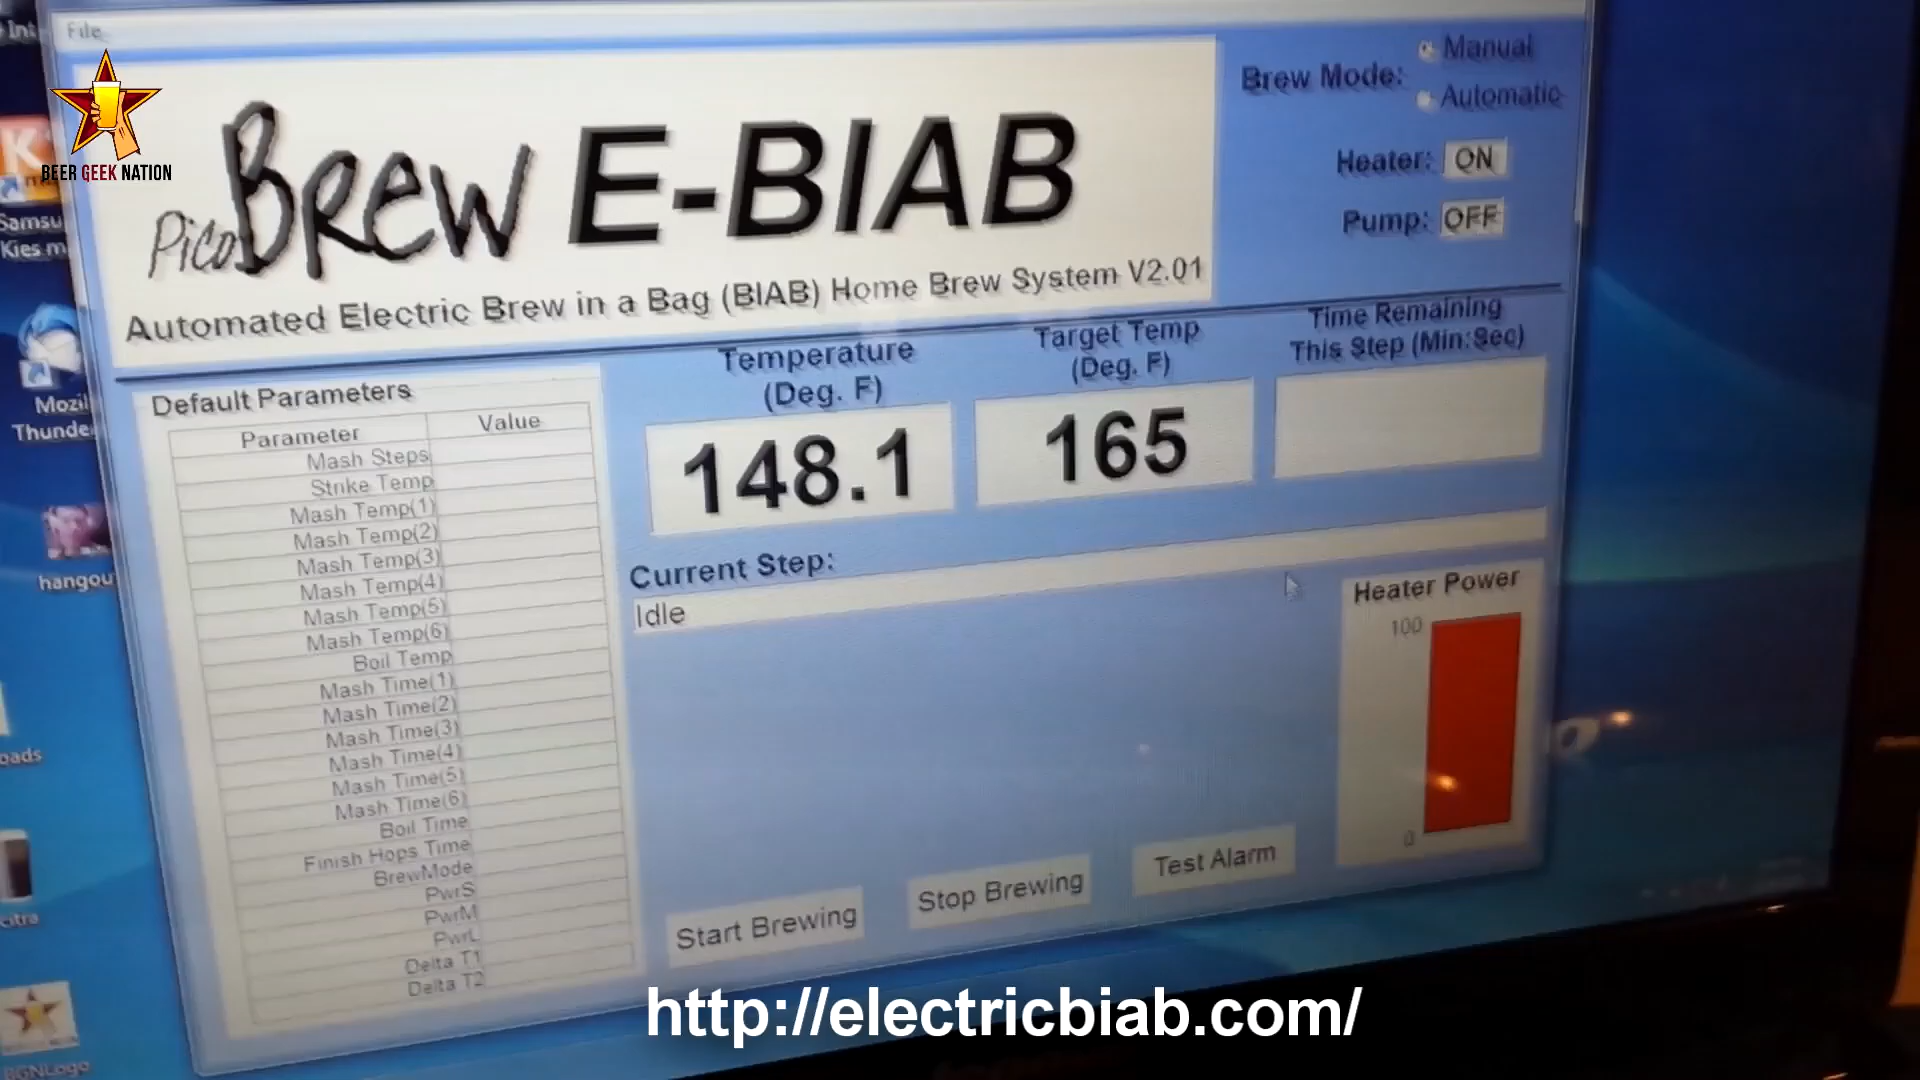 File
BEER GEEK NATION
PicoBrew E-BIAB
Automated Electric Brew in a Bag (BIAB) Home Brew System V2.01
Brew Mode:
Manual
Automatic
Heater: ON
Pump: OFF
Temperature
(Deg. F)
148.1
Target Temp
(Deg. F)
165
Time Remaining
This Step (Min:Sec)
Default Parameters
Parameter Value
Mash Steps
Strike Temp
Mash Temp(1)
Mash Temp(2)
Mash Temp(3)
Mash Temp(4)
Mash Temp(5)
Mash Temp(6)
Boil Temp
Mash Time(1)
Mash Time(2)
Mash Time(3)
Mash Time(4)
Mash Time(5)
Mash Time(6)
Boil Time
Finish Hops Time
BrewMode
PwrS
PwrM
PwrL
Delta T1
Delta T2
Current Step:
Idle
Heater Power
100
0
Start Brewing
Stop Brewing
Test Alarm
Int
K
Samsu
Kies.m
Mozil
Thunde
hangou
oads
BGNLogo
http://electricbiab.com/